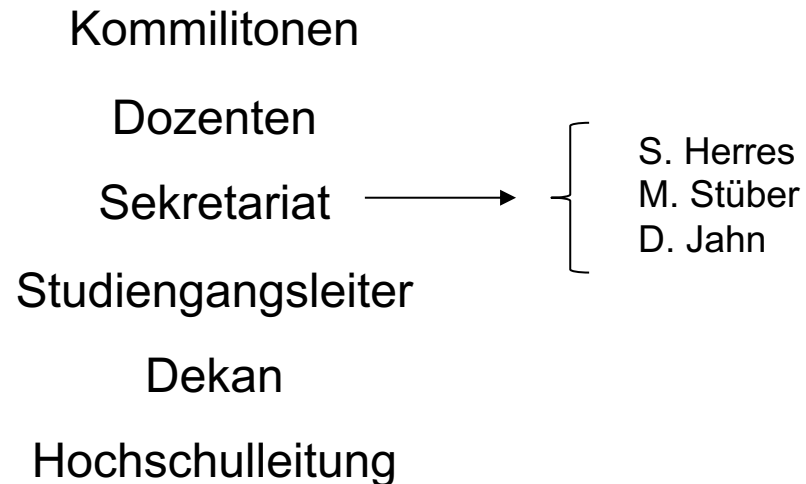 Kommilitonen
Dozenten
Sekretariat
S. Herres
M. Stüber
D. Jahn
Studiengangsleiter
Dekan
Hochschulleitung